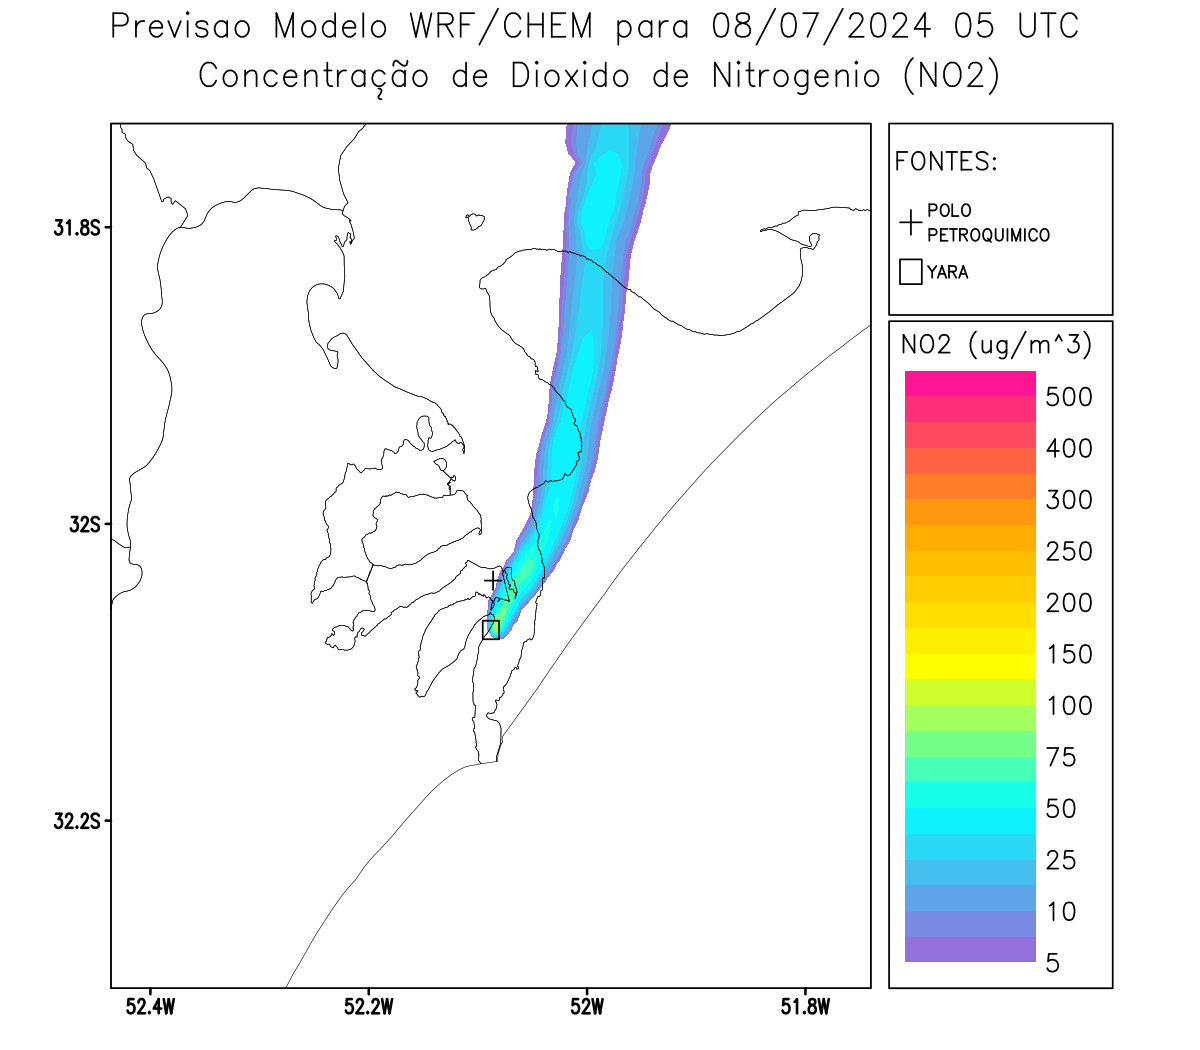 Previsao Modelo WRF/CHEM para 08/07/2024 05 UTC
Concentração de Dioxido de Nitrogenio (NO2)
FONTES:
POLO
PETROQUIMICO
YARA
31.8S
32S
32.2S
52.4W
52.2W
52W
51.8W
NO2 (ug/m^3)
500
400
300
250
200
150
100
75
50
25
10
5